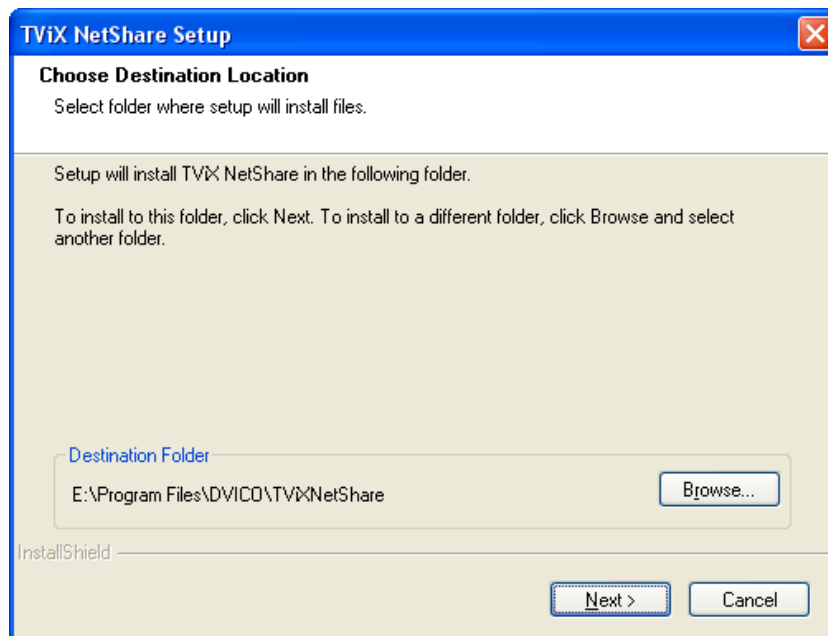 TViX NetShare Setup
Choose Destination Location
Select folder where setup will install files.
Setup will install TViX NetShare in the following folder.
To install to this folder, click Next. To install to a different folder, click Browse and select
another folder.
Destination Folder
E:\Program Files\DVICO\TViXNetShare
Browse...
InstallShield
Next >
Cancel